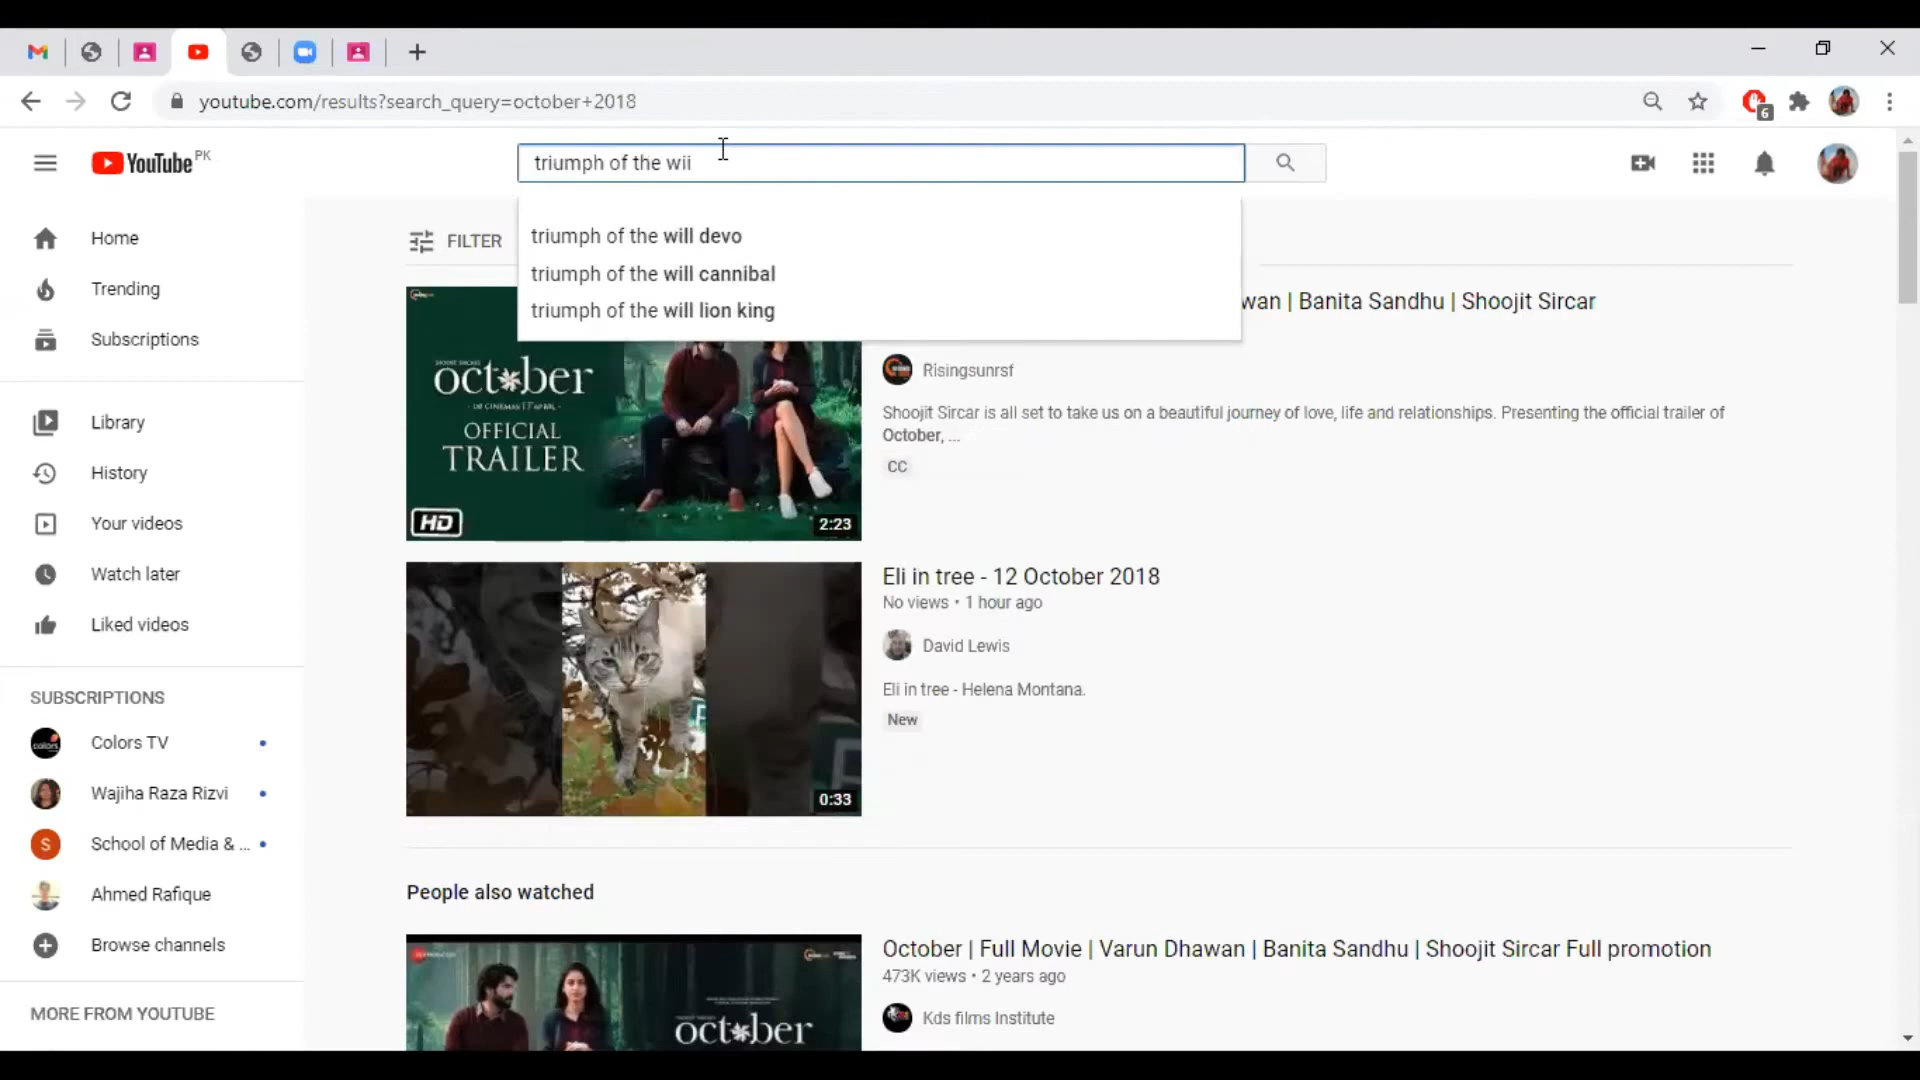 youtube.com/results?search_query=october+2018
6
YouTube PK
triumph of the wii
triumph of the will devo
triumph of the will cannibal
triumph of the will lion king
Home
Trending
Subscriptions
Library
History
Your videos
Watch later
Liked videos
SUBSCRIPTIONS
Colors TV
Wajiha Raza Rizvi
S
School of Media & ...
Ahmed Rafique
Browse channels
MORE FROM YOUTUBE
FILTER
wan | Banita Sandhu | Shoojit Sircar
Risingsunrsf
Shoojit Sircar is all set to take us on a beautiful journey of love, life and relationships. Presenting the official trailer of
October, ...
CC
october
OFFICIAL
TRAILER
HD
2:23
Eli in tree - 12 October 2018
No views • 1 hour ago
David Lewis
Eli in tree - Helena Montana.
New
0:33
People also watched
October | Full Movie | Varun Dhawan | Banita Sandhu | Shoojit Sircar Full promotion
473K views • 2 years ago
Kds films Institute
october